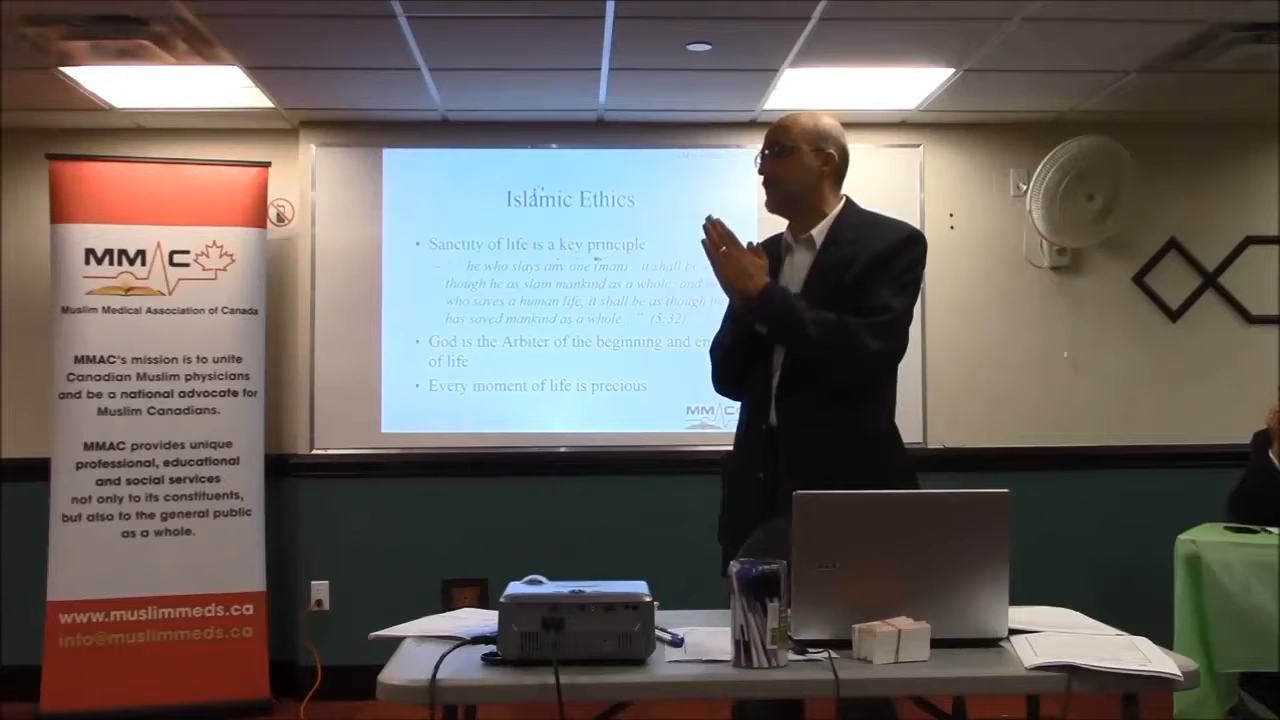 MMAC
Muslim Medical Association of Canada
MMAC's mission is to unite
Canadian Muslim physicians
and be a national advocate for
Muslim Canadians.
MMAC provides unique
professional, educational
and social services
not only to its constituents,
but also to the general public
as a whole.
www.muslimmeds.ca
info@muslimmeds.ca
Islamic Ethics
• Sanctity of life is a key principle
– " he who slays any one (man), it shall be
though he as slain mankind as a whole; and
who saves a human life, it shall be as though
has saved mankind as a whole " (5:32)
• God is the Arbiter of the beginning and
of life
• Every moment of life is precious
MMAC
acer